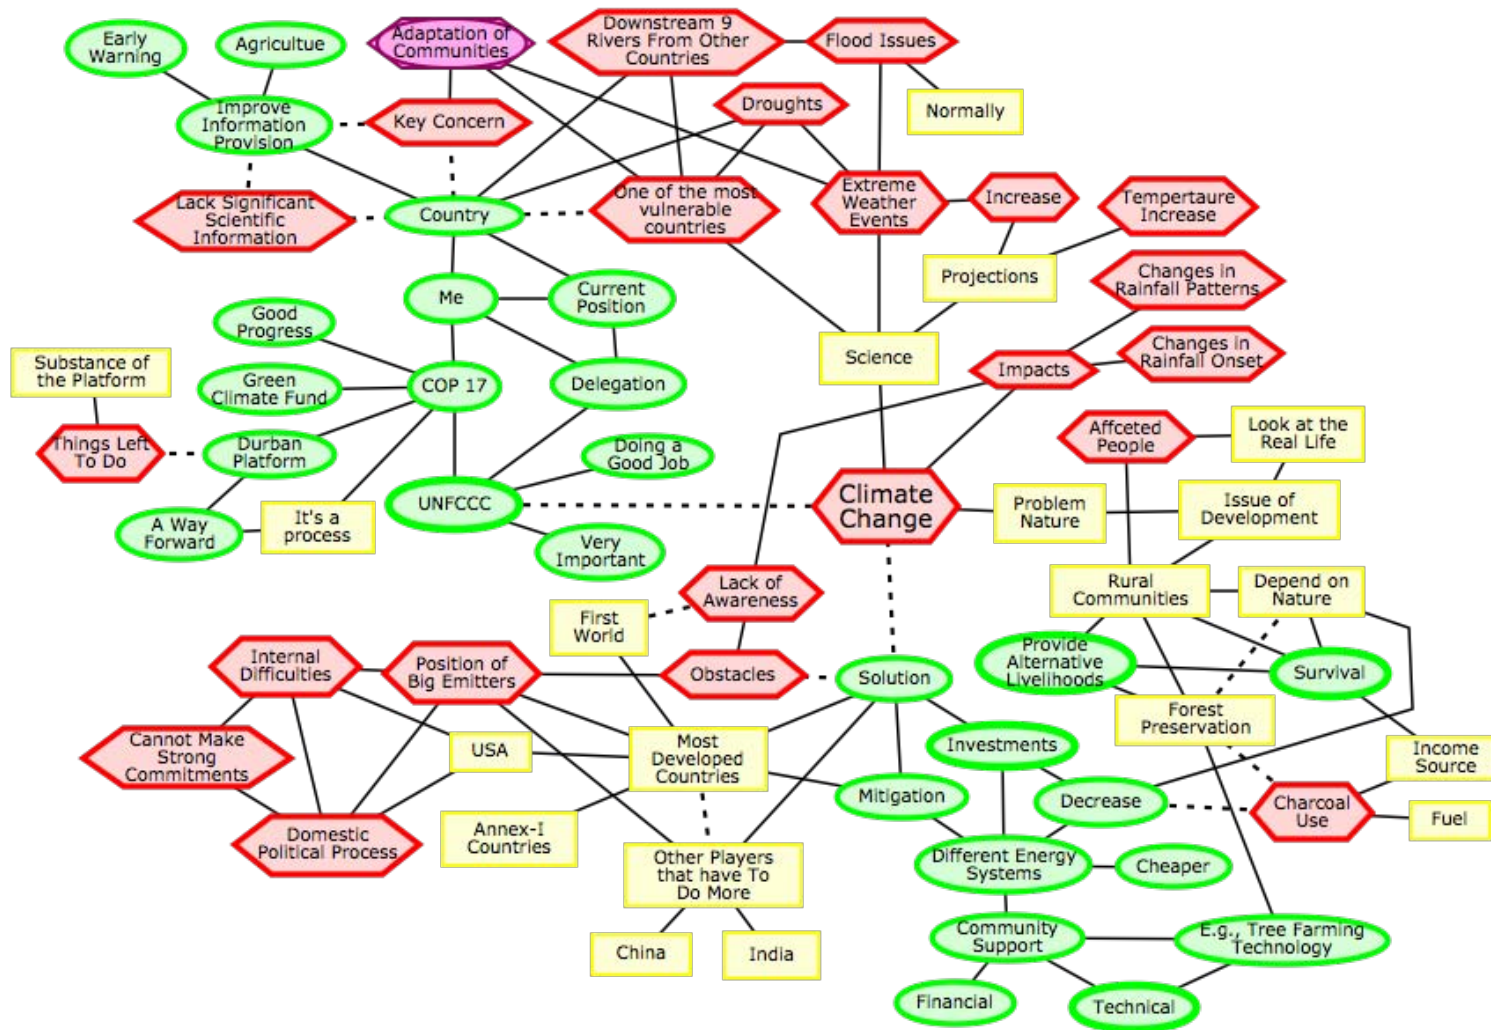 Early
Warning
Agricultue
Adaptation of
Communities
Downstream 9
Rivers From Other
Countries
Flood Issues
Improve
Information
Provision
Key Concern
Droughts
Normally
Lack Significant
Scientific
Information
Country
One of the most
vulnerable
countries
Extreme
Weather
Events
Increase
Tempertaure
Increase
Projections
Changes in
Rainfall Patterns
Me
Current
Position
Good
Progress
Science
Changes in
Rainfall Onset
Impacts
Substance of
the Platform
Green
Climate Fund
COP 17
Delegation
Things Left
To Do
Durban
Platform
Doing a
Good Job
Affceted
People
Look at the
Real Life
UNFCCC
Climate
Change
Problem
Nature
Issue of
Development
A Way
Forward
It's a
process
Very
Important
Lack of
Awareness
Rural
Communities
Depend on
Nature
First
World
Internal
Difficulties
Position of
Big Emitters
Obstacles
Solution
Provide
Alternative
Livelihoods
Survival
Forest
Preservation
Cannot Make
Strong
Commitments
USA
Most
Developed
Countries
Investments
Income
Source
Mitigation
Decrease
Charcoal
Use
Fuel
Domestic
Political Process
Annex-I
Countries
Other Players
that have To
Do More
Different Energy
Systems
Cheaper
China
India
Community
Support
E.g., Tree Farming
Technology
Financial
Technical